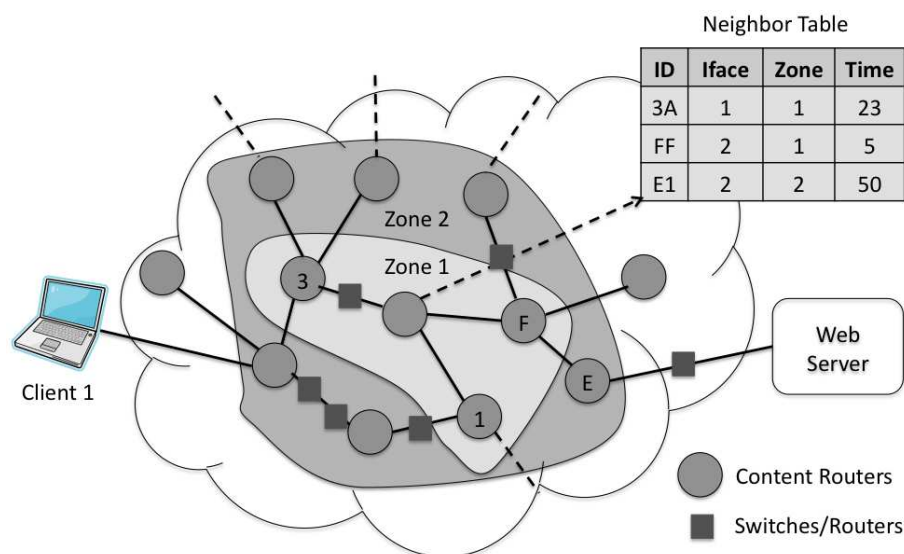 Neighbor Table
ID Iface Zone Time
3A 1 1 23
FF 2 1 5
E1 2 2 50
Zone 2
Zone 1
3
F
E
1
Client 1
Web
Server
Content Routers
Switches/Routers